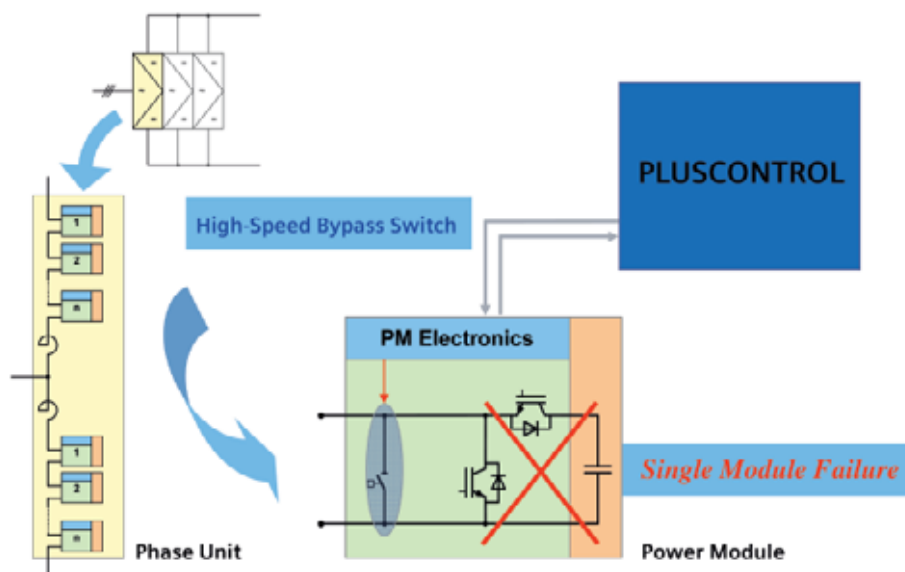 PLUSCONTROL
High-Speed Bypass Switch
1
2
n
PM Electronics
1
2
n
Single Module Failure
Phase Unit
Power Module